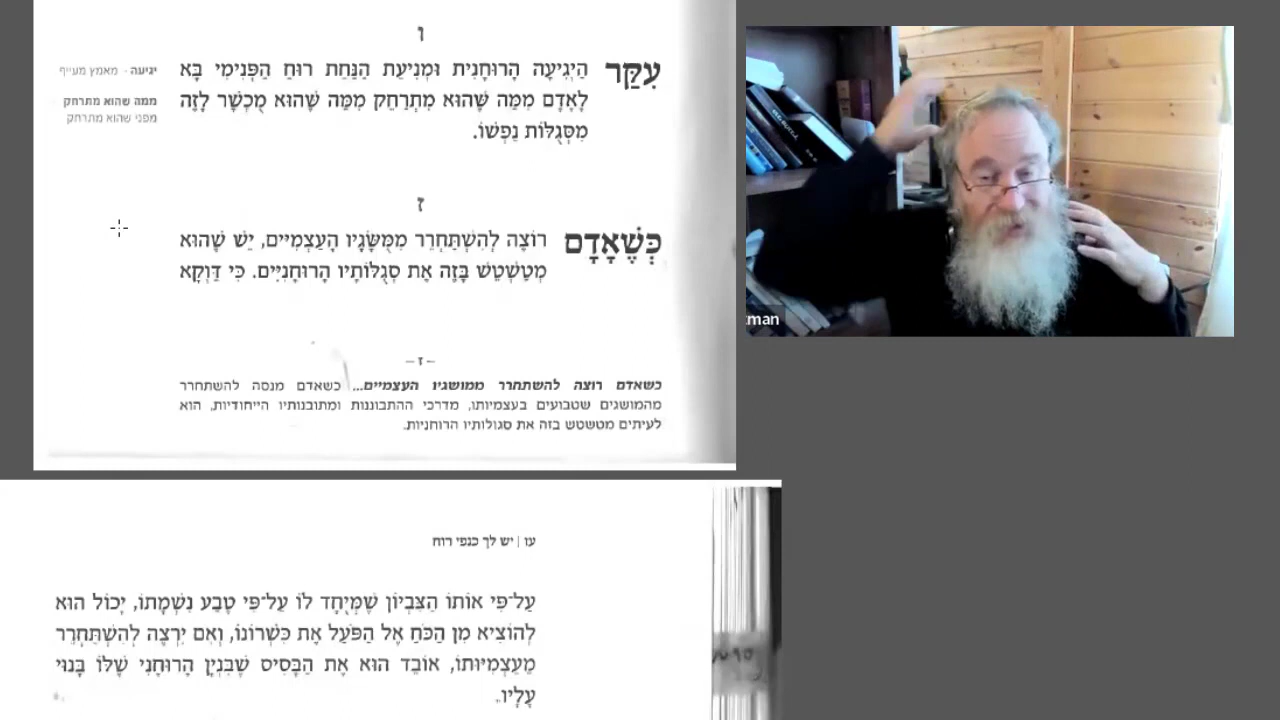 ו
עִקַּר הַיְגִיעָה הָרוּחָנִית וּמְנִיעַת הַנָּחַת רוּחַ הַפְּנִימִי בָּא
לָאָדָם מִמַּה שֶּׁהוּא מִתְרַחֵק מִמַּה שֶּׁהוּא מֻכְשָׁר לָזֶה
מִסְּגֻלּוֹת נַפְשׁוֹ.
יגיעה - מאמץ מעייף
ממה שהוא מתרחק
מפני שהוא מתרחק
ז
כְּשֶׁאָדָם רוֹצֶה לְהִשְׁתַּחְרֵר מִמֻּשָּׂגָיו הָעַצְמִיִּים, יֵשׁ שֶׁהוּא
מְטַשְׁטֵשׁ בָּזֶה אֶת סְגֻלּוֹתָיו הָרוּחָנִיִּים. כִּי דַּוְקָא
–ז–
כשאדם רוצה להשתחרר ממושגיו העצמיים... כשאדם מנסה להשתחרר
מהמושגים שטבועים בעצמיותו, מדרכי ההתבוננות ומתובנותיו הייחודיות, הוא
לעיתים מטשטש בזה את סגולותיו הרוחניות.
עו | יש לך כנפי רוח
עַל־פִּי אוֹתוֹ הַצִּבְיוֹן שֶׁמְּיֻחָד לוֹ עַל־פִּי טֶבַע נִשְׁמָתוֹ, יָכוֹל הוּא
לְהוֹצִיא מִן הַכֹּחַ אֶל הַפֹּעַל אֶת כִּשְׁרוֹנוֹ, וְאִם יִרְצֶה לְהִשְׁתַּחְרֵר
מֵעַצְמִיּוּתוֹ, אוֹבֵד הוּא אֶת הַבָּסִיס שֶׁבִּנְיָן הָרוּחָנִי שֶׁלּוֹ בָּנוּי
עָלָיו.